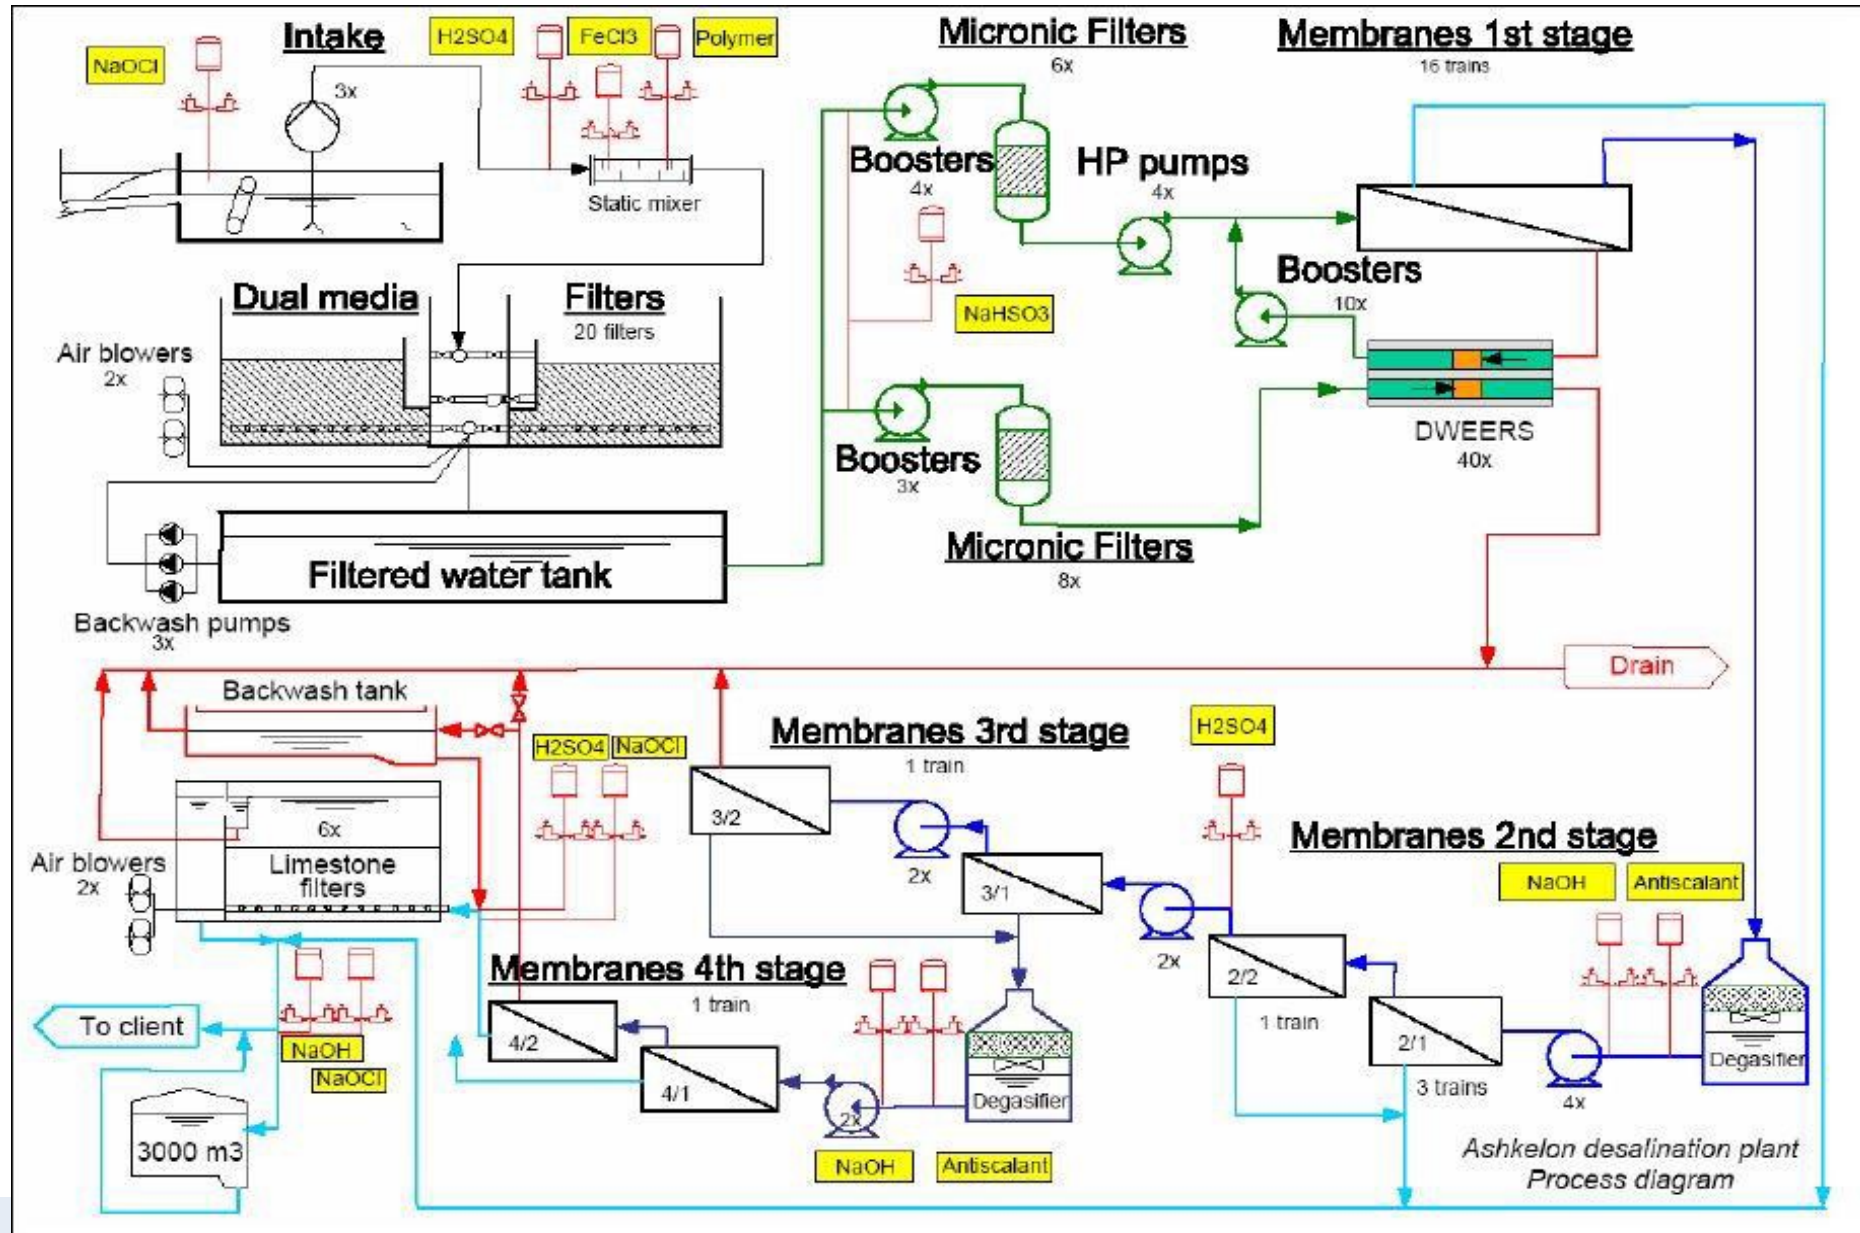 Intake
NaOCl
3x
H2SO4
FeCl3
Polymer
Static mixer
Micronic Filters
6x
Membranes 1st stage
16 trains
Boosters
4x
HP pumps
4x
NaHSO3
Boosters
10x
DWEERS
40x
Dual media
Filters
20 filters
Air blowers
2x
Boosters
3x
Micronic Filters
8x
Filtered water tank
Backwash pumps
3x
Drain
Backwash tank
H2SO4
NaOCl
Membranes 3rd stage
1 train
H2SO4
3/2
2x
3/1
2x
Membranes 2nd stage
NaOH
Antiscalant
6x
Limestone
filters
Air blowers
2x
Membranes 4th stage
1 train
2/2
1 train
2/1
3 trains
4x
Degasifier
To client
NaOH
NaOCl
4/2
4/1
2x
Degasifier
NaOH
Antiscalant
3000 m3
Ashkelon desalination plant
Process diagram